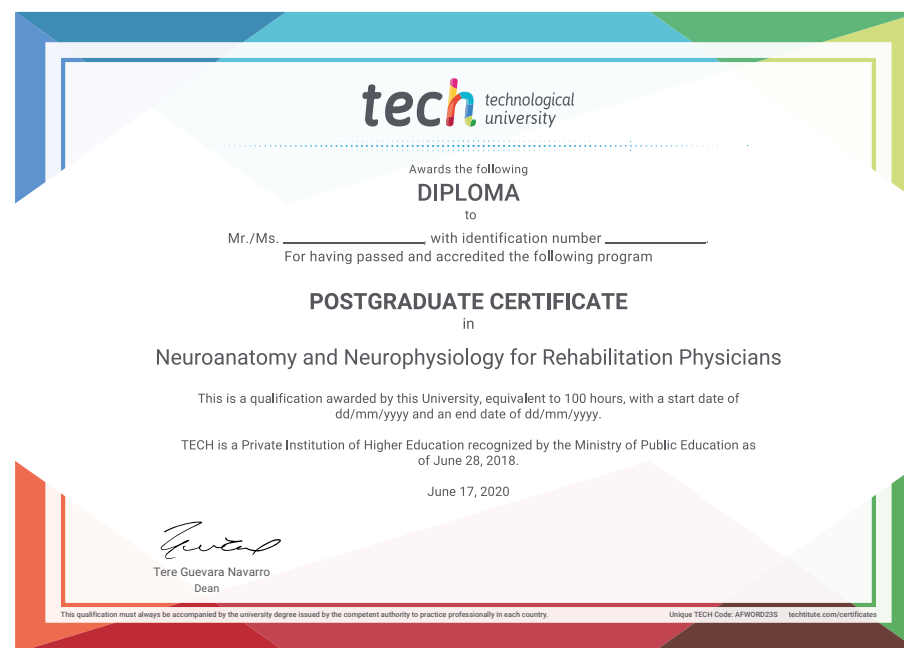 tech technological
university
Awards the following
DIPLOMA
to
Mr./Ms. ____________, with identification number ____________.
For having passed and accredited the following program
POSTGRADUATE CERTIFICATE
in
Neuroanatomy and Neurophysiology for Rehabilitation Physicians
This is a qualification awarded by this University, equivalent to 100 hours, with a start date of
dd/mm/yyyy and an end date of dd/mm/yyyy.
TECH is a Private Institution of Higher Education recognized by the Ministry of Public Education as
of June 28, 2018.
June 17, 2020
Tere Guevara Navarro
Dean
This qualification must always be accompanied by the university degree issued by the competent authority to practice professionally in each country. Unique TECH Code: AFWORD23S techtitute.com/certificates